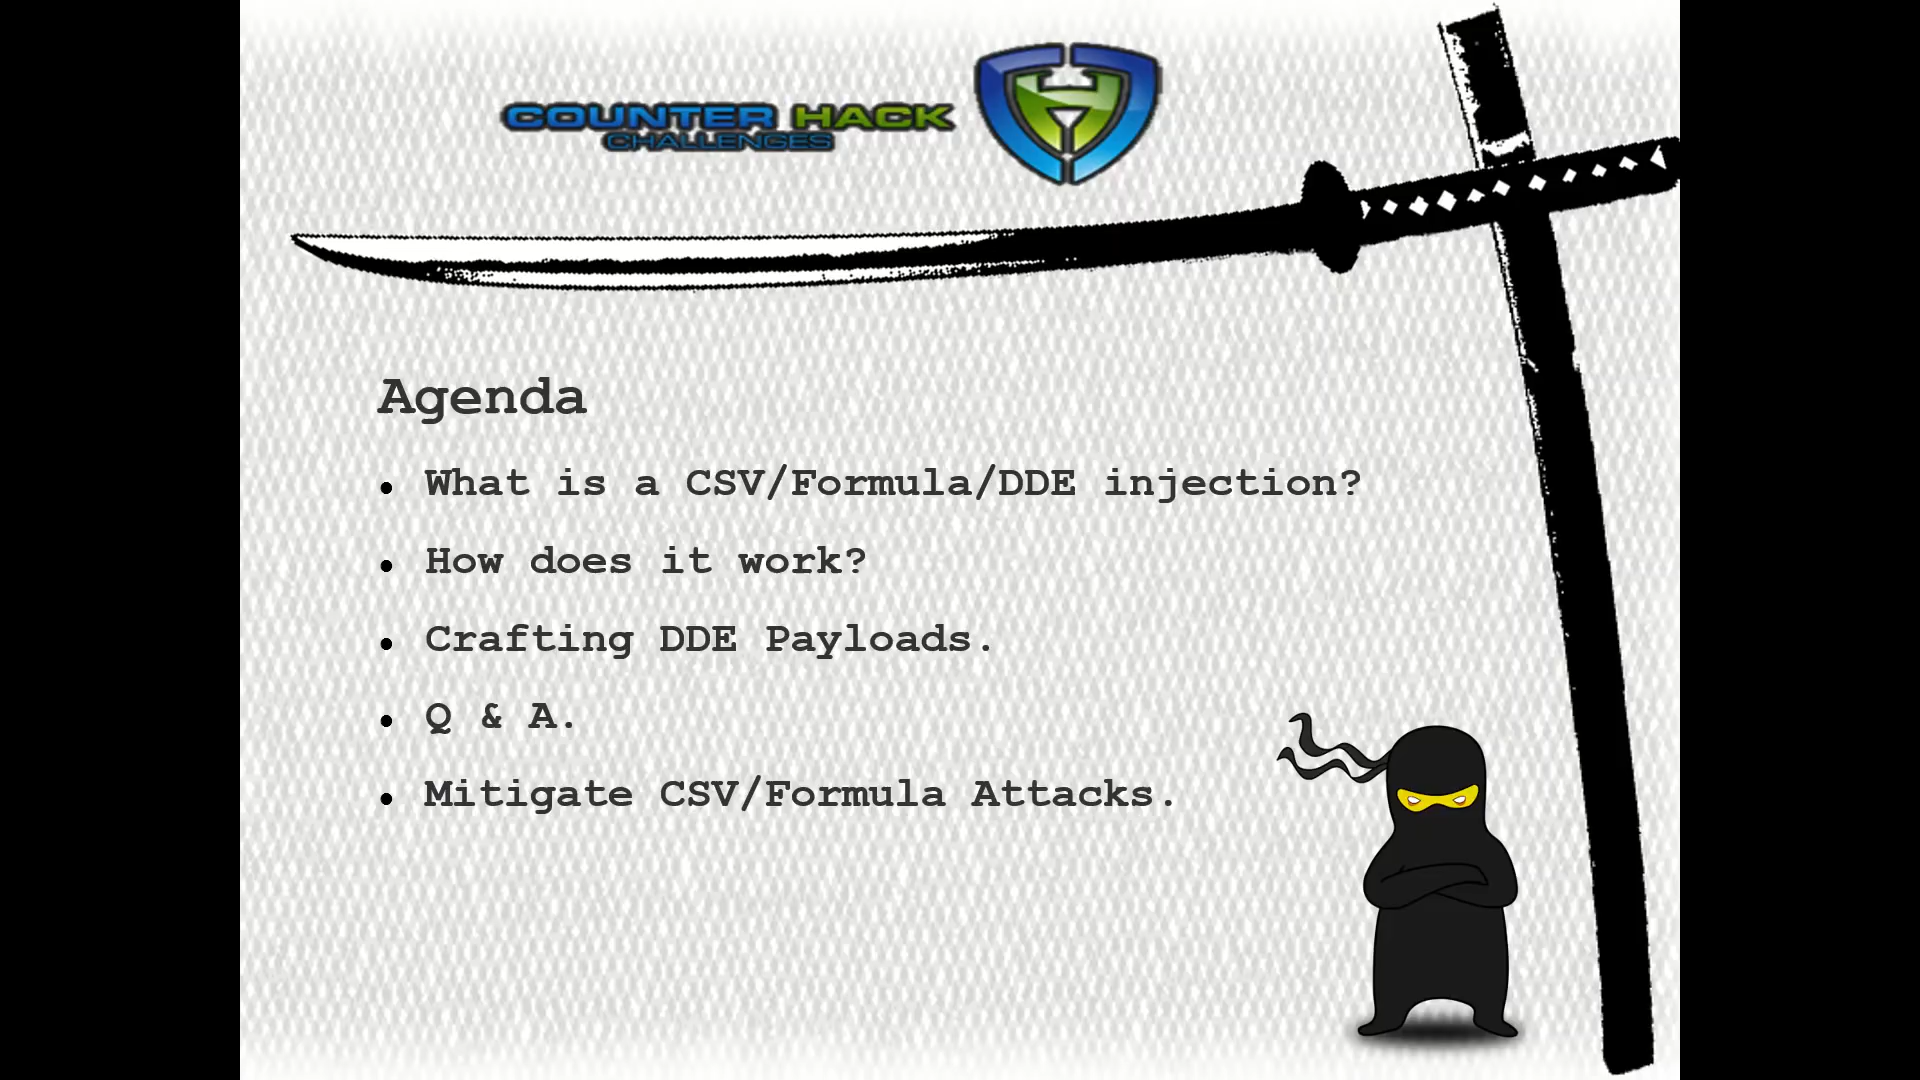 COUNTER HACK
CHALLENGES
Agenda
• What is a CSV/Formula/DDE injection?
• How does it work?
• Crafting DDE Payloads.
• Q & A.
• Mitigate CSV/Formula Attacks.